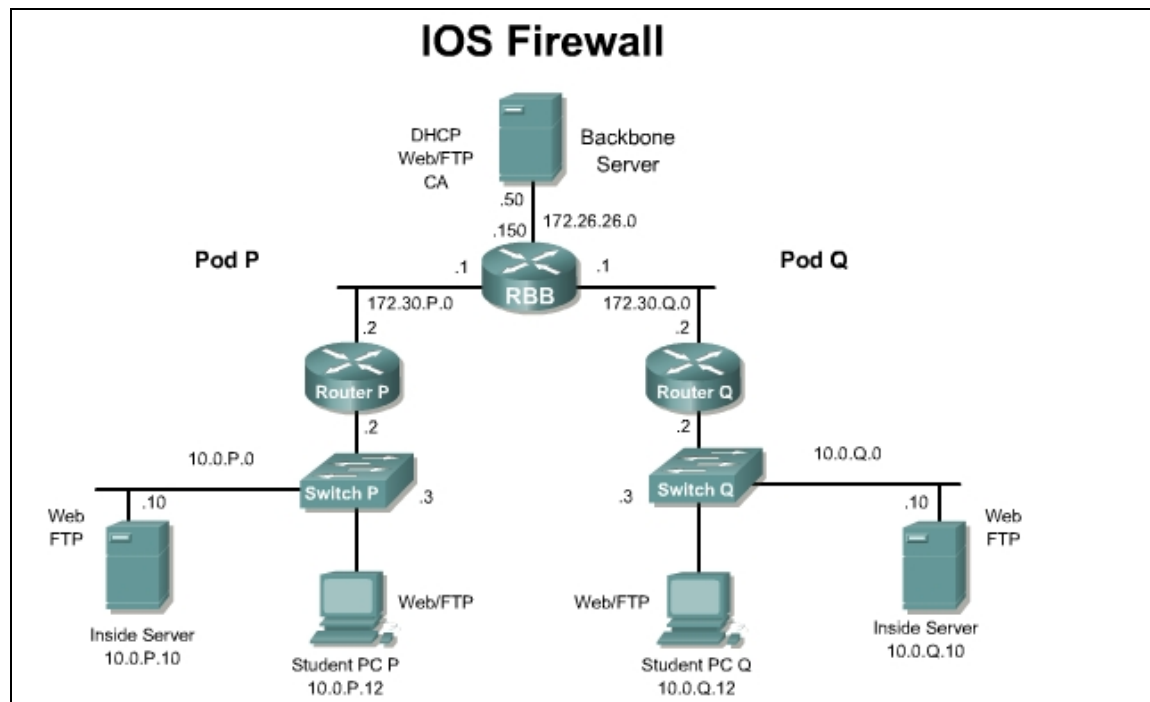 IOS Firewall
DHCP
Web/FTP
CA
Backbone
Server
.50
172.26.26.0
.150
Pod P
Pod Q
.1
.1
RBB
172.30.P.0
172.30.Q.0
.2
.2
Router P
Router Q
.2
.2
10.0.P.0
10.0.Q.0
Switch P
Switch Q
.3
.3
.10
.10
Web
FTP
Web
FTP
Web/FTP
Web/FTP
Inside Server
10.0.P.10
Inside Server
10.0.Q.10
Student PC P
10.0.P.12
Student PC Q
10.0.Q.12